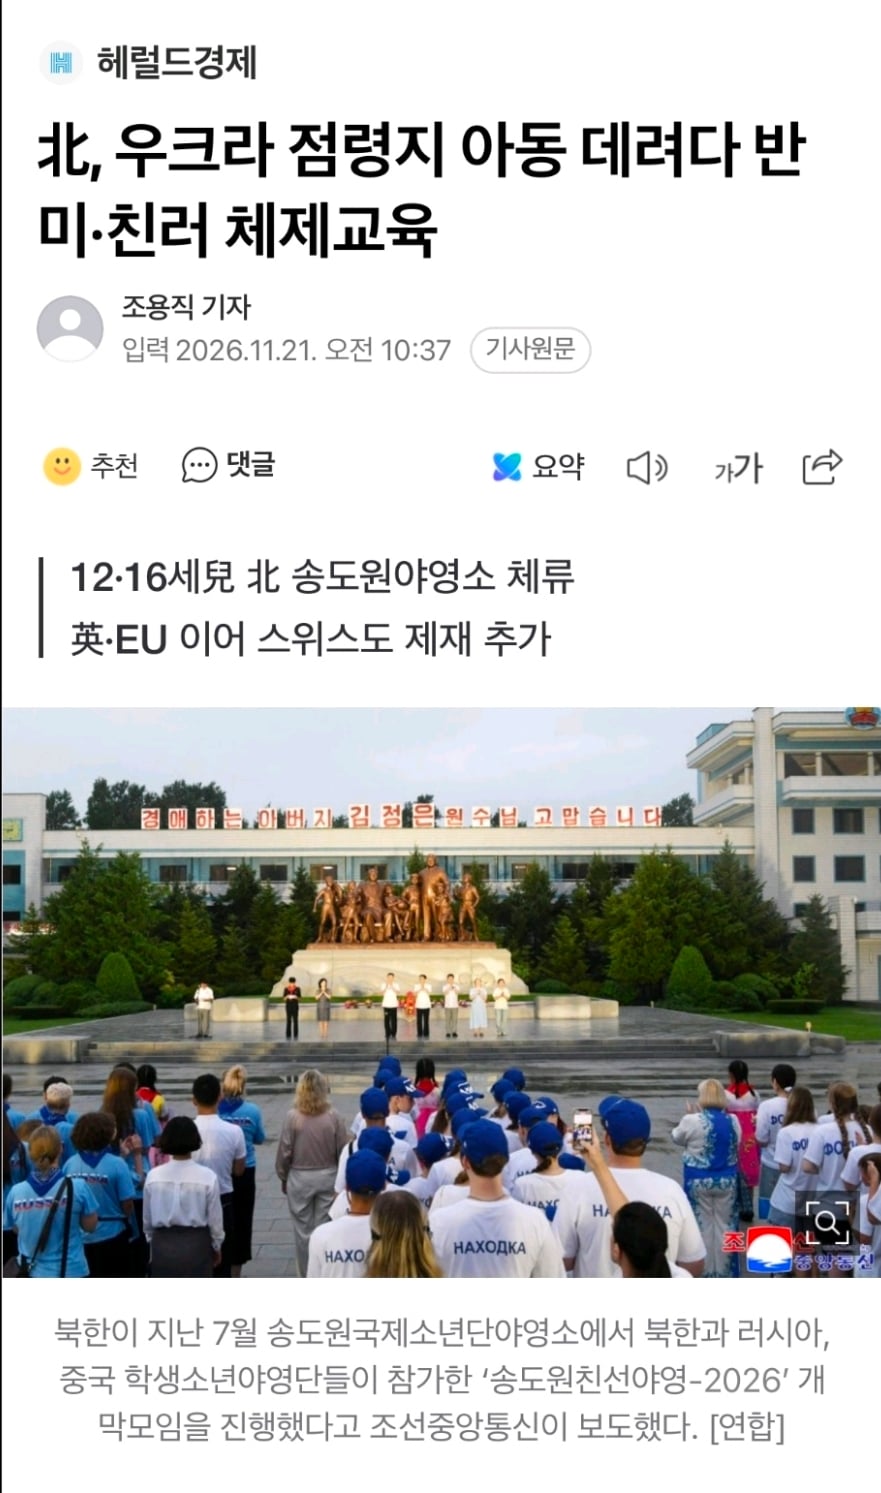 헤럴드경제
北, 우크라 점령지 아동 데려다 반
미·친러 체제교육
조용직 기자
입력 2026.11.21. 오전 10:37 기사원문
추천 댓글 요약 가가
12·16세兒 北 송도원야영소 체류
英·EU 이어 스위스도 제재 추가
경애하는 아버지 김정은원수님 고맙습니다
RUSSIA
НАХО
НАХОДКА
НА КА
ФО
조선
중앙통신
북한이 지난 7월 송도원국제소년단야영소에서 북한과 러시아,
중국 학생소년야영단들이 참가한 ‘송도원친선야영-2026’ 개
막모임을 진행했다고 조선중앙통신이 보도했다. [연합]